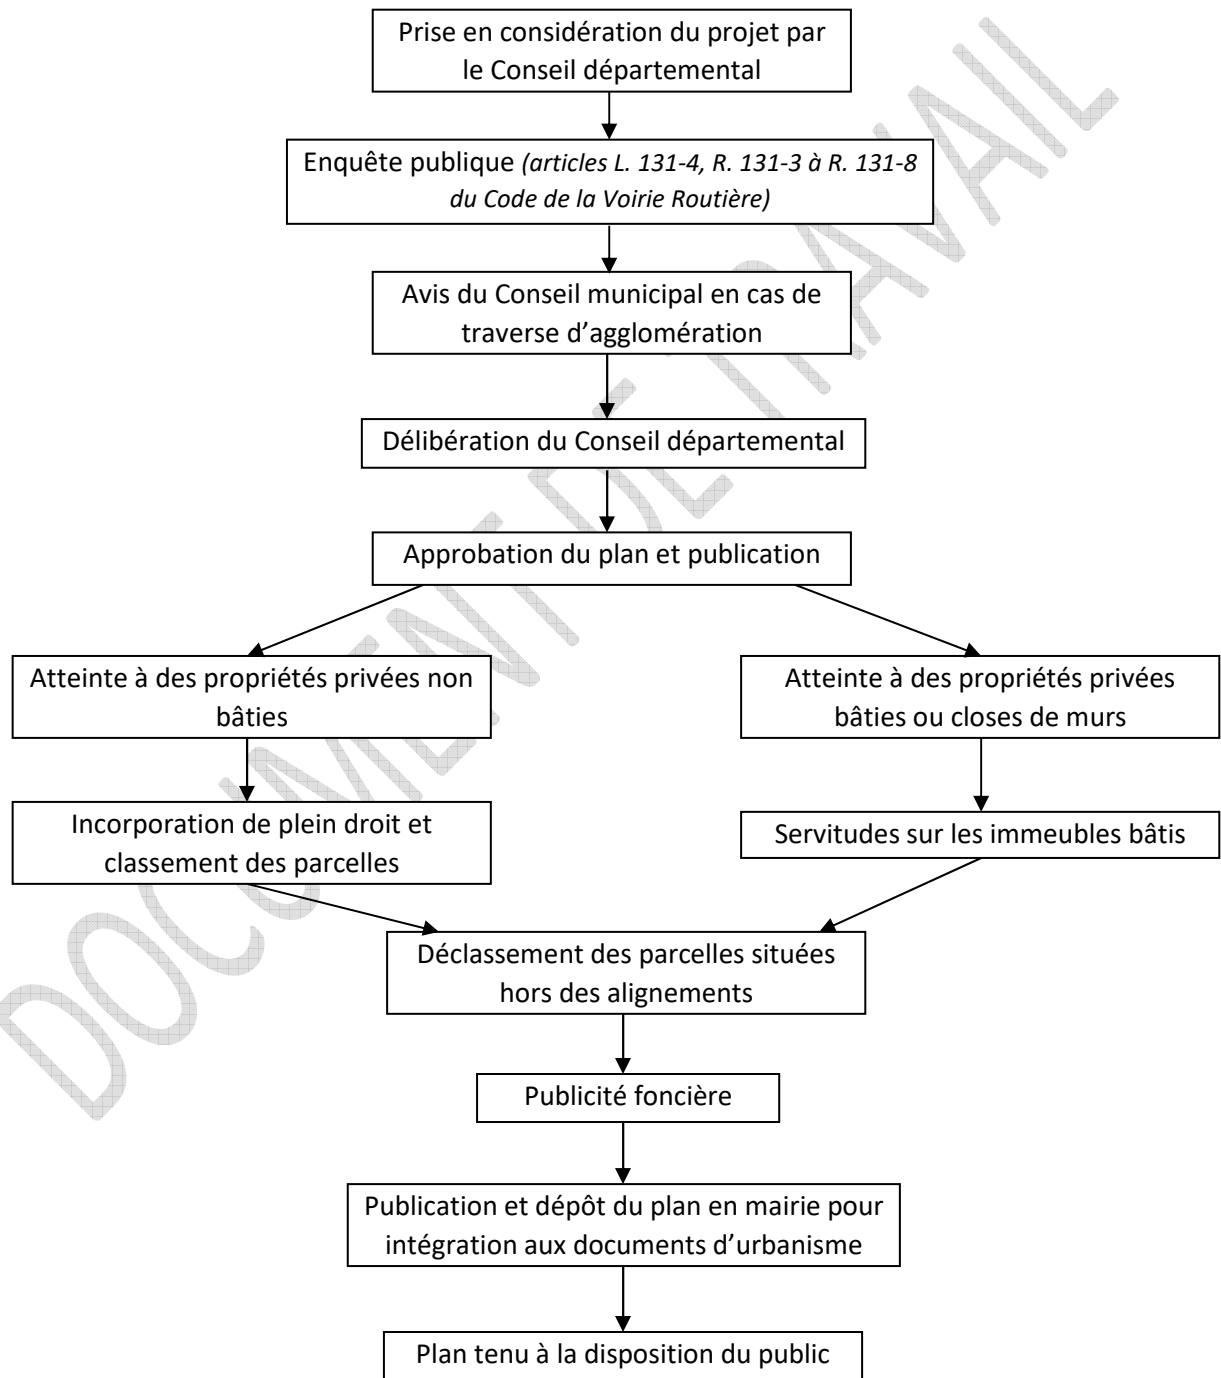 Prise en considération du projet par
le Conseil départemental
Enquête publique (articles L. 131-4, R. 131-3 à R. 131-8
du Code de la Voirie Routière)
Avis du Conseil municipal en cas de
traverse d’agglomération
Délibération du Conseil départemental
Approbation du plan et publication
Atteinte à des propriétés privées non
bâties
Atteinte à des propriétés privées
bâties ou closes de murs
Incorporation de plein droit et
classement des parcelles
Servitudes sur les immeubles bâtis
Déclassement des parcelles situées
hors des alignements
Publicité foncière
Publication et dépôt du plan en mairie pour
intégration aux documents d’urbanisme
Plan tenu à la disposition du public
DOCUMENT DE TRAVAIL